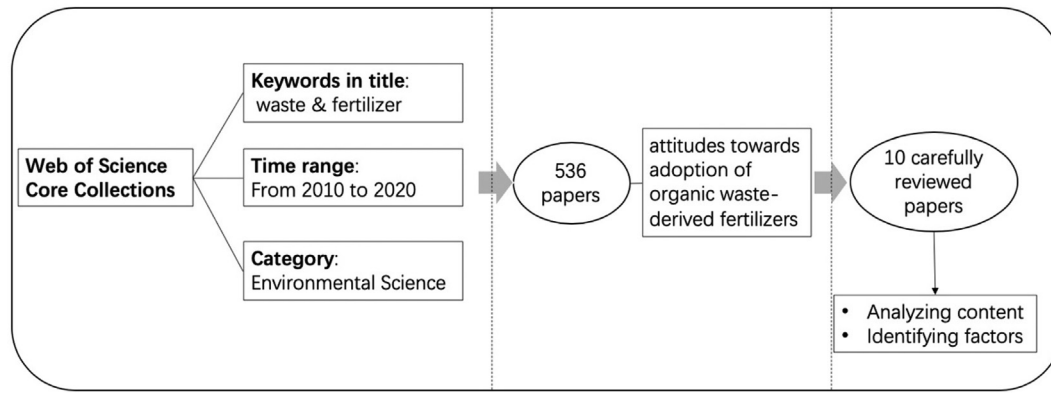 Web of Science
Core Collections
Keywords in title:
waste & fertilizer
Time range:
From 2010 to 2020
Category:
Environmental Science
536
papers
attitudes towards
adoption of
organic waste-
derived fertilizers
10 carefully
reviewed
papers
• Analyzing content
• Identifying factors